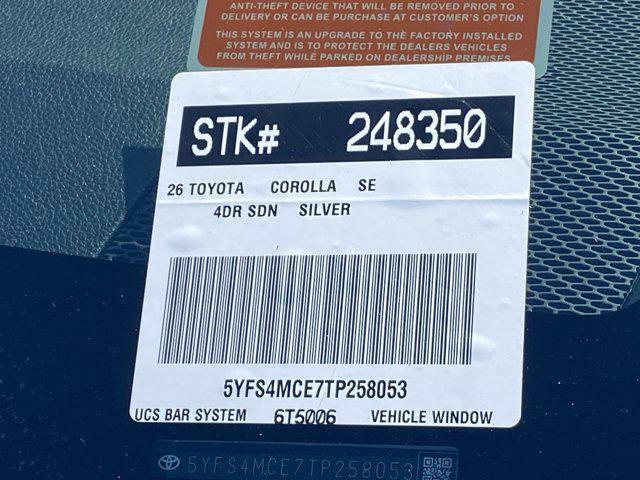 ANTI-THEFT DEVICE THAT WILL BE REMOVED PRIOR TO
DELIVERY OR CAN BE PURCHASE AT CUSTOMER'S OPTION
THIS SYSTEM IS AN UPGRADE TO THE FACTORY INSTALLED
SYSTEM AND IS TO PROTECT THE DEALERS VEHICLES
FROM THEFT WHILE PARKED ON DEALERSHIP PREMISES
STK# 248350
26 TOYOTA COROLLA SE
4DR SDN SILVER
5YFS4MCE7TP258053
UCS BAR SYSTEM 6T5006 VEHICLE WINDOW
5YFS4MCE7TP258053